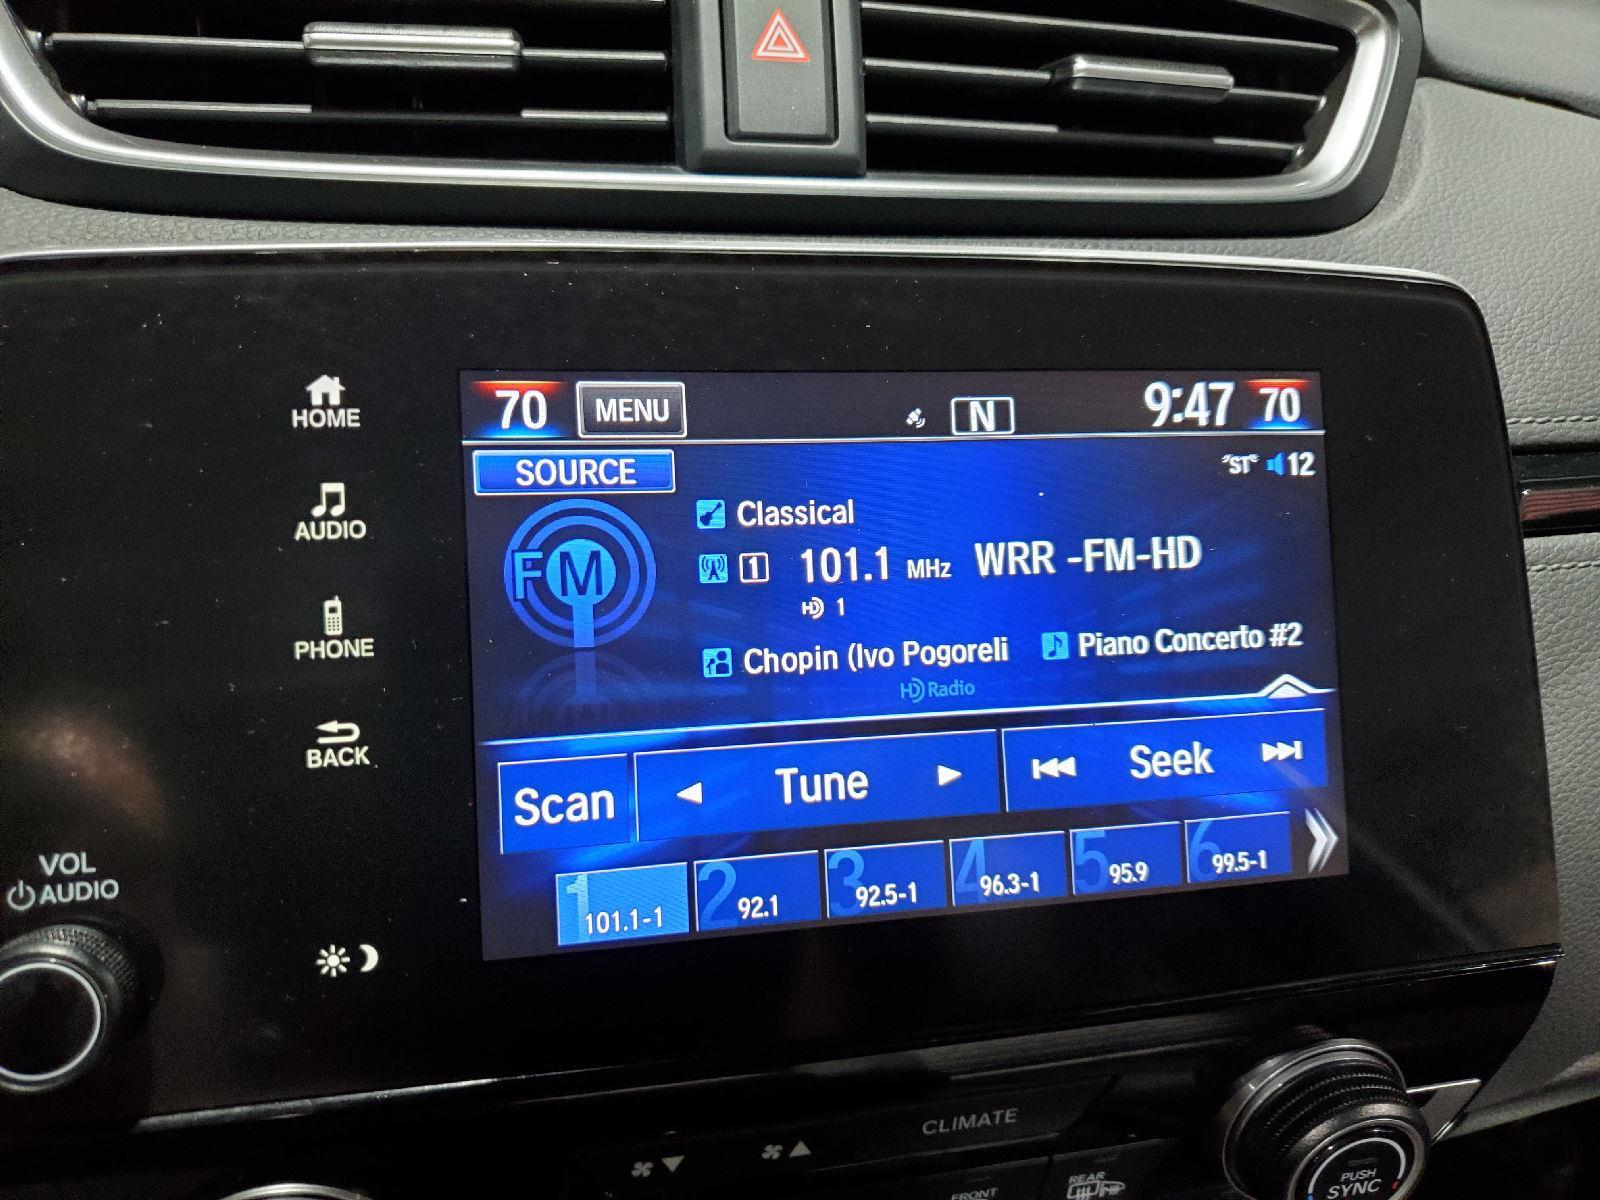 HOME
AUDIO
PHONE
BACK
VOL
AUDIO
70 MENU N 9:47 70
SOURCE "ST" 12
FM
Classical
1 101.1 MHz WRR -FM-HD
HD 1
Chopin (Ivo Pogoreli Piano Concerto #2
HD Radio
Scan Tune Seek
1 2 3 4 5 6
101.1-1 92.1 92.5-1 96.3-1 95.9 99.5-1
CLIMATE
FRONT
REAR
PUSH
SYNC